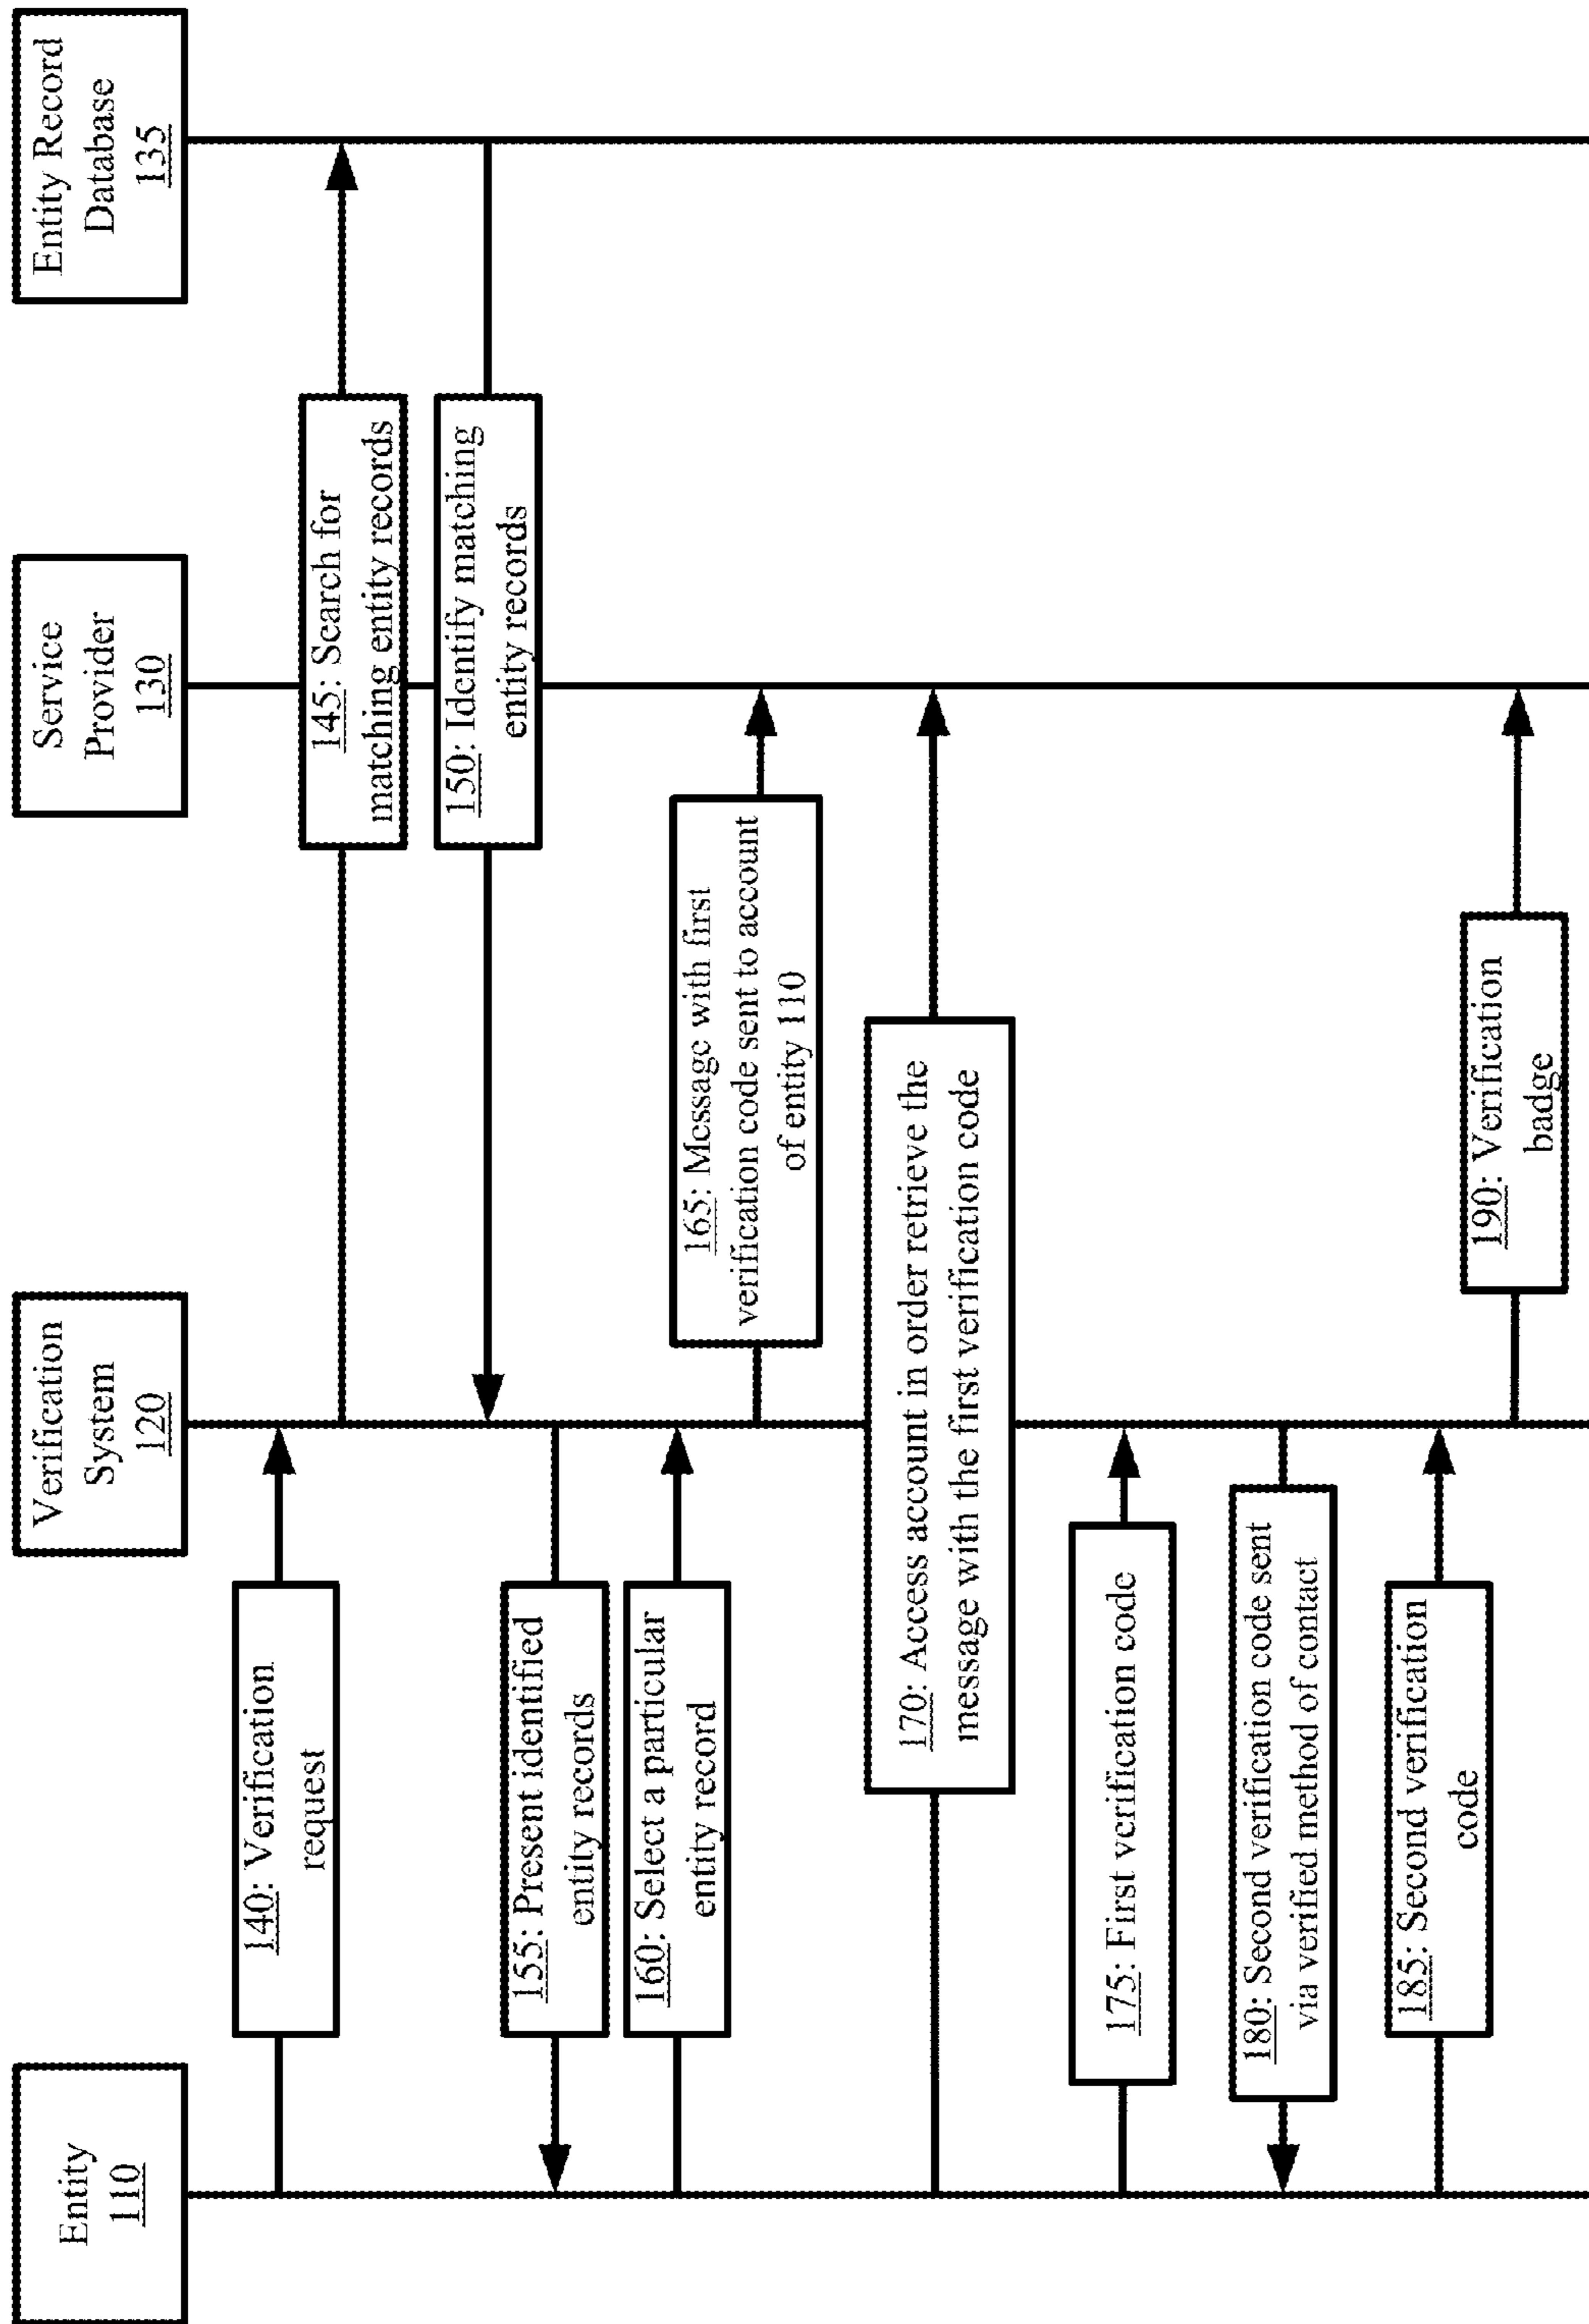 Entity
110
Verification
System
120
Service
Provider
130
Entity Record
Database
135
140: Verification
request
145: Search for
matching entity records
150: Identify matching
entity records
155: Present identified
entity records
160: Select a particular
entity record
165: Message with first
verification code sent to account
of entity 110
170: Access account in order retrieve the
message with the first verification code
175: First verification code
180: Second verification code sent
via verified method of contact
185: Second verification
code
190: Verification
badge